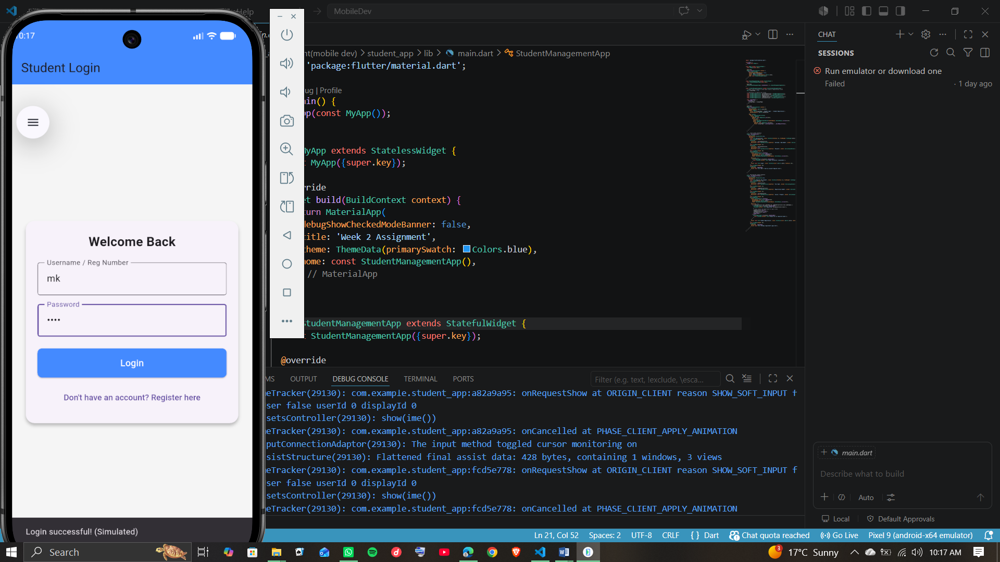 Help
MobileDev
10:17
Student Login
Welcome Back
Username / Reg Number
mk
Password
••••
Login
Don't have an account? Register here
Login successful! (Simulated)
nt(mobile dev) > student_app > lib > main.dart > StudentManagementApp
'package:flutter/material.dart';
ug | Profile
in() {
p(const MyApp());
MyApp extends StatelessWidget {
MyApp({super.key});
ride
et build(BuildContext context) {
urn MaterialApp(
debugShowCheckedModeBanner: false,
title: 'Week 2 Assignment',
theme: ThemeData(primarySwatch: Colors.blue),
home: const StudentManagementApp(),
// MaterialApp
StudentManagementApp extends StatefulWidget {
StudentManagementApp({super.key});
@override
MS
OUTPUT
DEBUG CONSOLE
TERMINAL
PORTS
Filter (e.g. text, !exclude, \esca...
eTracker(29130): com.example.student_app:a82a9a95: onRequestShow at ORIGIN_CLIENT reason SHOW_SOFT_INPUT f
ser false userId 0 displayId 0
setsController(29130): show(ime())
eTracker(29130): com.example.student_app:a82a9a95: onCancelled at PHASE_CLIENT_APPLY_ANIMATION
putConnectionAdaptor(29130): The input method toggled cursor monitoring on
sistStructure(29130): Flattened final assist data: 428 bytes, containing 1 windows, 3 views
eTracker(29130): com.example.student_app:fcd5e778: onRequestShow at ORIGIN_CLIENT reason SHOW_SOFT_INPUT f
ser false userId 0 displayId 0
setsController(29130): show(ime())
eTracker(29130): com.example.student_app:fcd5e778: onCancelled at PHASE_CLIENT_APPLY_ANIMATION
CHAT
SESSIONS
Run emulator or download one
Failed · 1 day ago
main.dart
Describe what to build
Auto
Local
Default Approvals
Ln 21, Col 52
Spaces: 2
UTF-8
CRLF
{ } Dart
Chat quota reached
Go Live
Pixel 9 (android-x64 emulator)
Search
3
17°C Sunny
10:17 AM